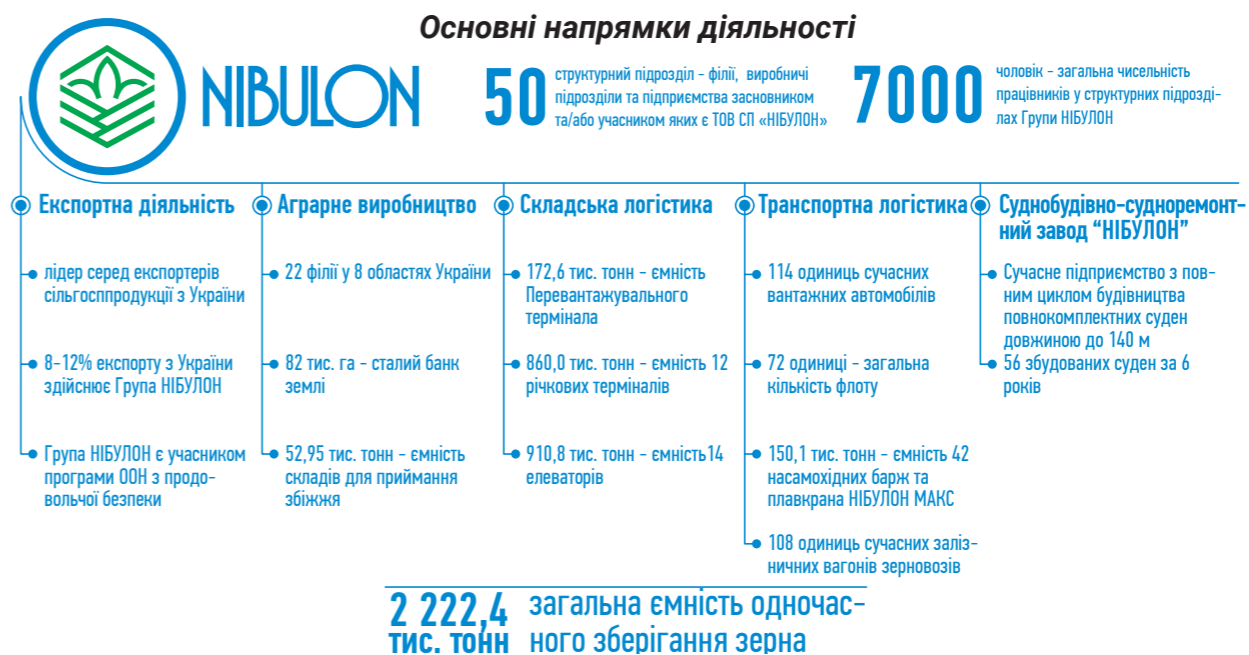 Основні напрямки діяльності
NIBULON
50
структурний підрозділ - філії, виробничі
підрозділи та підприємства засновником
та/або учасником яких є ТОВ СП «НІБУЛОН»
7000
чоловік - загальна чисельність
працівників у структурних підрозді-
лах Групи НІБУЛОН
Експортна діяльність
лідер серед експортерів
сільгосппродукції з України
8-12% експорту з України
здійснює Група НІБУЛОН
Група НІБУЛОН є учасником
програми ООН з продо-
вольчої безпеки
Аграрне виробництво
22 філії у 8 областях України
82 тис. га - сталий банк
землі
52,95 тис. тонн - ємність
складів для приймання
збіжжя
Складська логістика
172,6 тис. тонн - ємність
Перевантажувального
термінала
860,0 тис. тонн - ємність 12
річкових терміналів
910,8 тис. тонн - ємність14
елеваторів
Транспортна логістика
114 одиниць сучасних
вантажних автомобілів
72 одиниці - загальна
кількість флоту
150,1 тис. тонн - ємність 42
насамохідних барж та
плавкрана НІБУЛОН МАКС
108 одиниць сучасних заліз-
ничних вагонів зерновозів
Суднобудівно-судноремонт-
ний завод "НІБУЛОН"
Сучасне підприємство з пов-
ним циклом будівництва
повнокомплектних суден
довжиною до 140 м
56 збудованих суден за 6
років
2 222,4
тис. тонн
загальна ємність одночас-
ного зберігання зерна